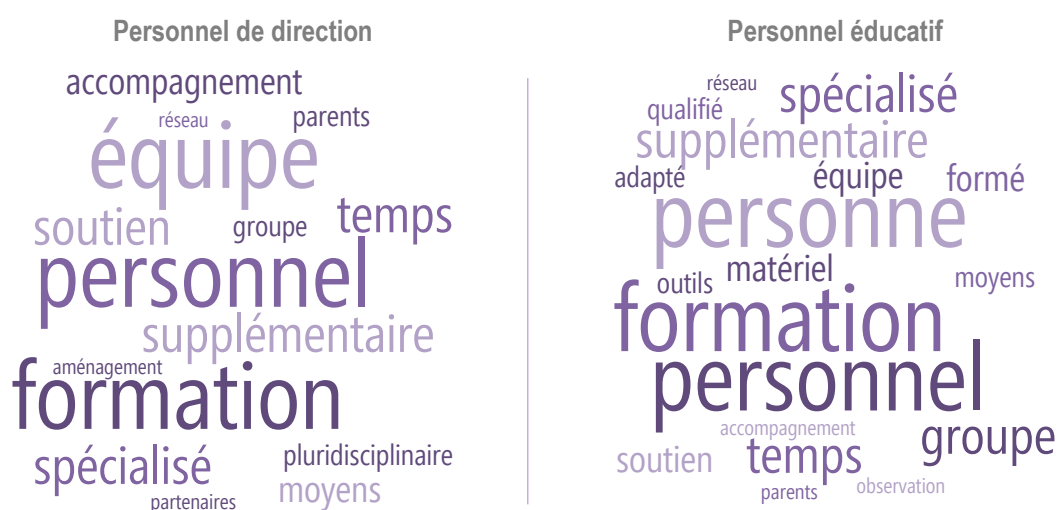 Personnel de direction
accompagnement
réseau parents
équipe
soutien groupe temps
personnel
supplémentaire
aménagement
formation
spécialisé pluridisciplinaire
partenaires moyens
Personnel éducatif
réseau
qualifié spécialisé
supplémentaire
adapté équipe formé
personne
outils matériel moyens
formation
personnel
accompagnement groupe
soutien temps
parents observation